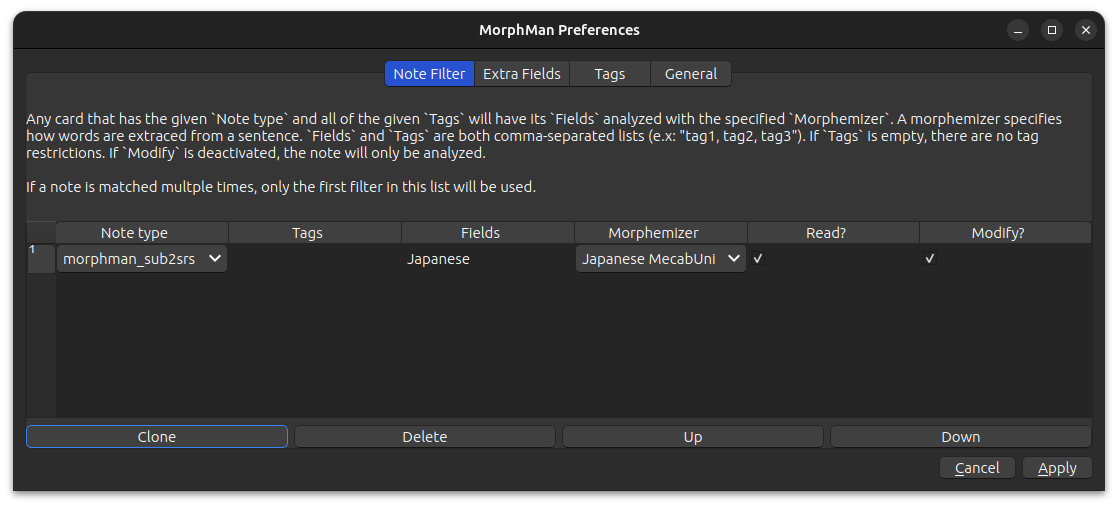 MorphMan Preferences
Note Filter Extra Fields Tags General
Any card that has the given `Note type` and all of the given `Tags` will have its `Fields` analyzed with the specified `Morphemizer`. A morphemizer specifies
how words are extraced from a sentence. `Fields` and `Tags` are both comma-separated lists (e.x: "tag1, tag2, tag3"). If `Tags` is empty, there are no tag
restrictions. If `Modify` is deactivated, the note will only be analyzed.
If a note is matched multple times, only the first filter in this list will be used.
Note type Tags Fields Morphemizer Read? Modify?
1 morphman_sub2srs Japanese Japanese MecabUni
Clone Delete Up Down
Cancel Apply